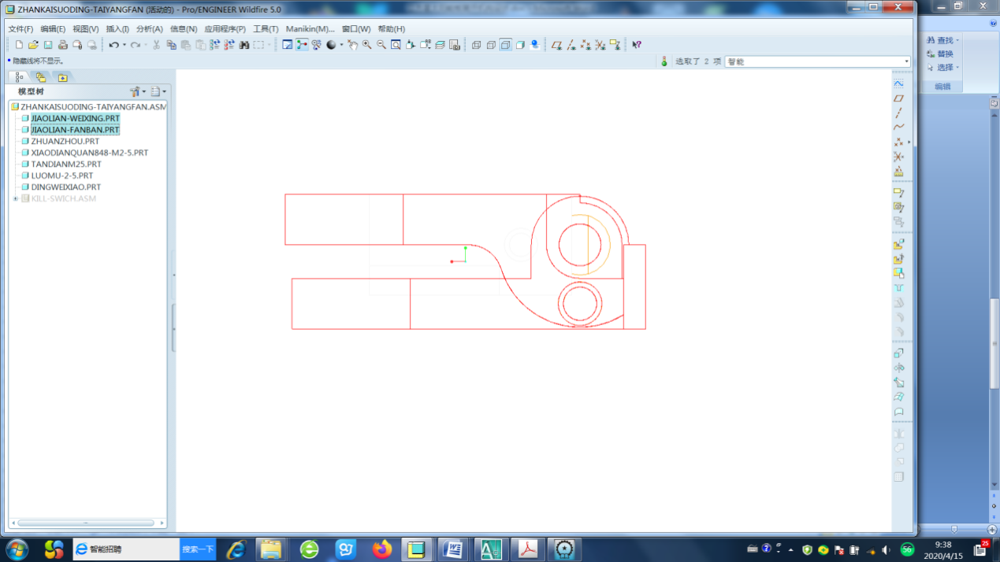 ZHANKAISUODING-TAIYANGFAN (活动的) - Pro/ENGINEER Wildfire 5.0
文件(F) 编辑(E) 视图(V) 插入(I) 分析(A) 信息(N) 应用程序(P) 工具(T) Manikin(M)... 窗口(W) 帮助(H)
隐藏线将不显示。
选取了 2 项 智能
查找
替换
选择
编辑
模型树
ZHANKAISUODING-TAIYANGFAN.ASM
JIAOLIAN-WEIXING.PRT
JIAOLIAN-FANBAN.PRT
ZHUANZHOU.PRT
XIAODIANQUAN848-M2-5.PRT
TANDIANM25.PRT
LUOMU-2-5.PRT
DINGWEIXIAO.PRT
KILL-SWICH.ASM
智能招聘 搜索一下
56
9:38
2020/4/15
25